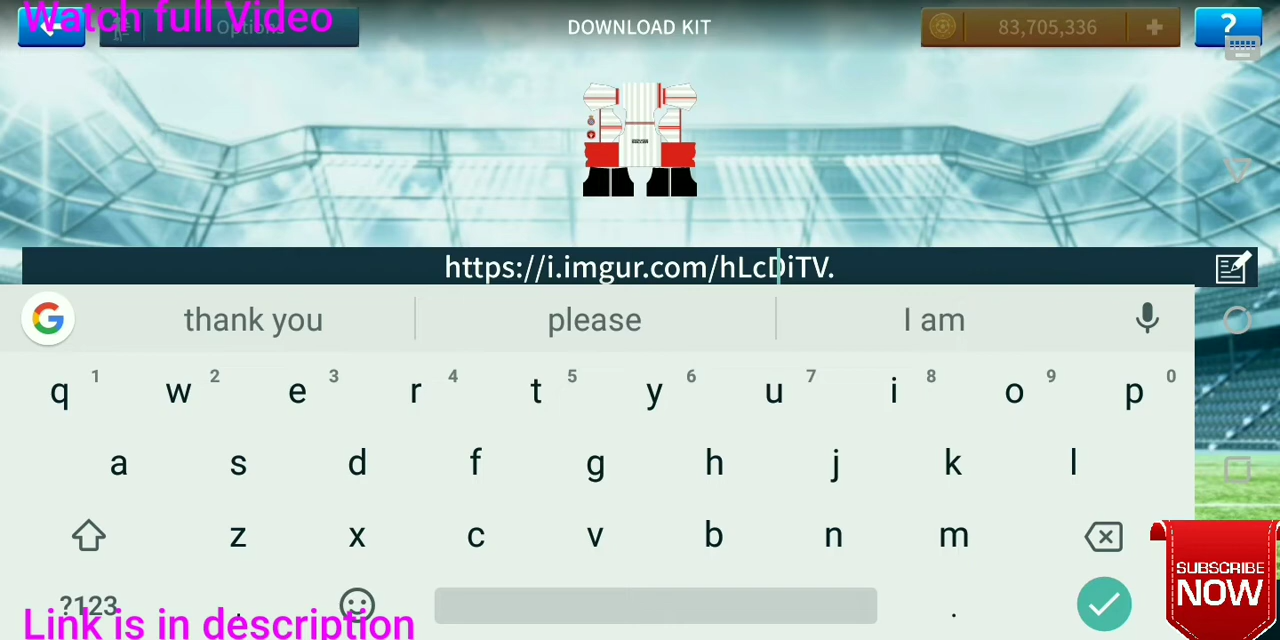 Watch full Video
Options
DOWNLOAD KIT
83,705,336
+
?
https://i.imgur.com/hLcDiTV.
G
thank you
please
I am
q 1 w 2 e 3 r 4 t 5 y 6 u 7 i 8 o 9 p 0
a s d f g h j k l
z x c v b n m
?123 , .
Link is in description
SUBSCRIBE
NOW